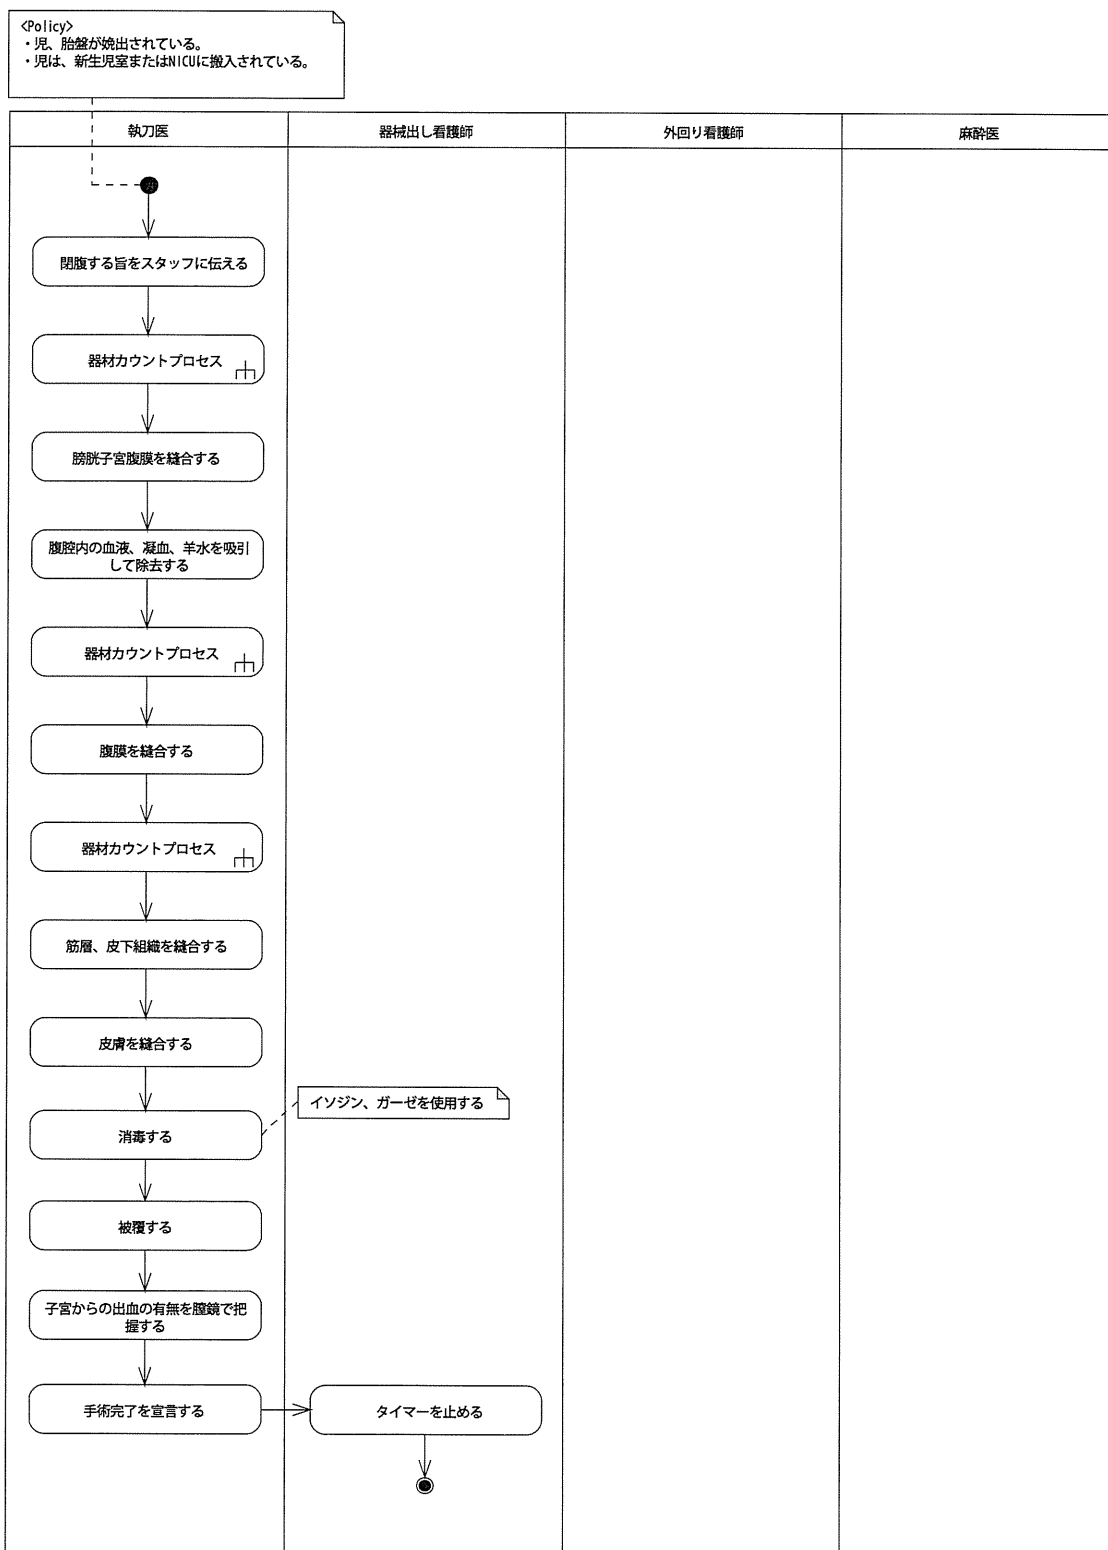 <Policy>
・児、胎盤が娩出されている。
・児は、新生児室またはNICUに搬入されている。
執刀医
器械出し看護師
外回り看護師
麻酔医
閉腹する旨をスタッフに伝える
器材カウントプロセス
膀胱子宮腹膜を縫合する
腹腔内の血液、凝血、羊水を吸引
して除去する
器材カウントプロセス
腹膜を縫合する
器材カウントプロセス
筋層、皮下組織を縫合する
皮膚を縫合する
イソジン、ガーゼを使用する
消毒する
被覆する
子宮からの出血の有無を膣鏡で把
握する
手術完了を宣言する
タイマーを止める